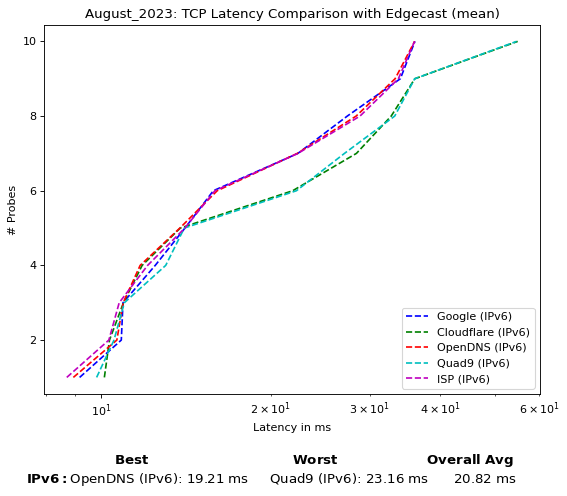 August_2023: TCP Latency Comparison with Edgecast (mean)
# Probes
10
8
6
4
2
Google (IPv6)
Cloudflare (IPv6)
OpenDNS (IPv6)
Quad9 (IPv6)
ISP (IPv6)
10¹ 2 × 10¹ 3 × 10¹ 4 × 10¹ 6 × 10¹
Latency in ms
Best Worst Overall Avg
IPv6: OpenDNS (IPv6): 19.21 ms Quad9 (IPv6): 23.16 ms 20.82 ms